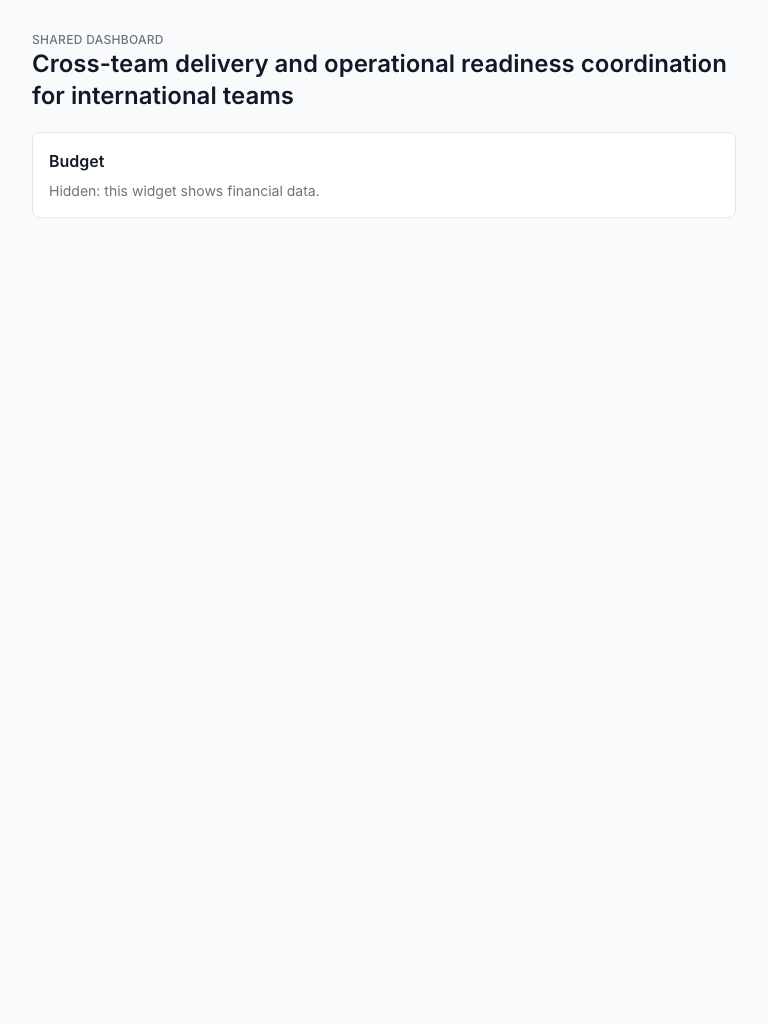 SHARED DASHBOARD
Cross-team delivery and operational readiness coordination
for international teams
Budget
Hidden: this widget shows financial data.